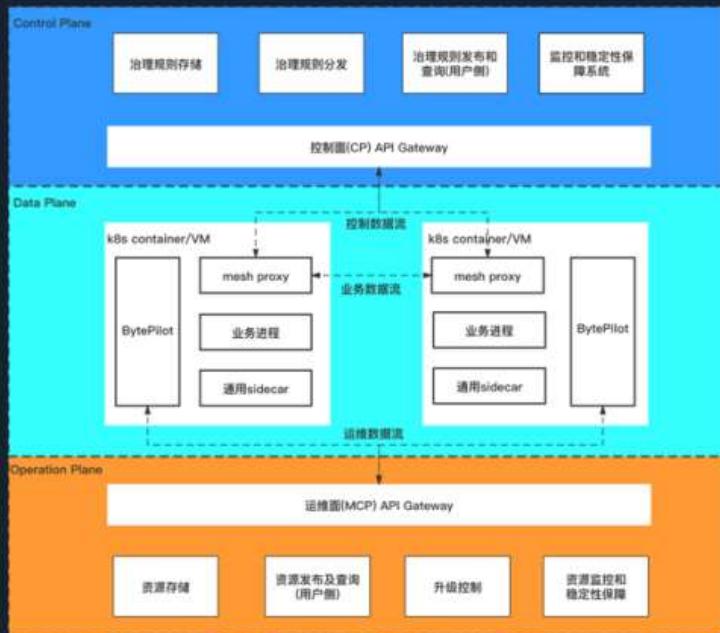 Control Plane
治理规则存储
治理规则分发
治理规则发布和
查询(用户侧)
监控和稳定性保
障系统
控制面(CP) API Gateway
Data Plane
控制数据流
k8s container/VM
k8s container/VM
mesh proxy
mesh proxy
业务数据流
BytePilot
业务进程
业务进程
BytePilot
通用sidecar
通用sidecar
运维数据流
Operation Plane
运维面(MCP) API Gateway
资源存储
资源发布及查询
(用户侧)
升级控制
资源监控和
稳定性保障